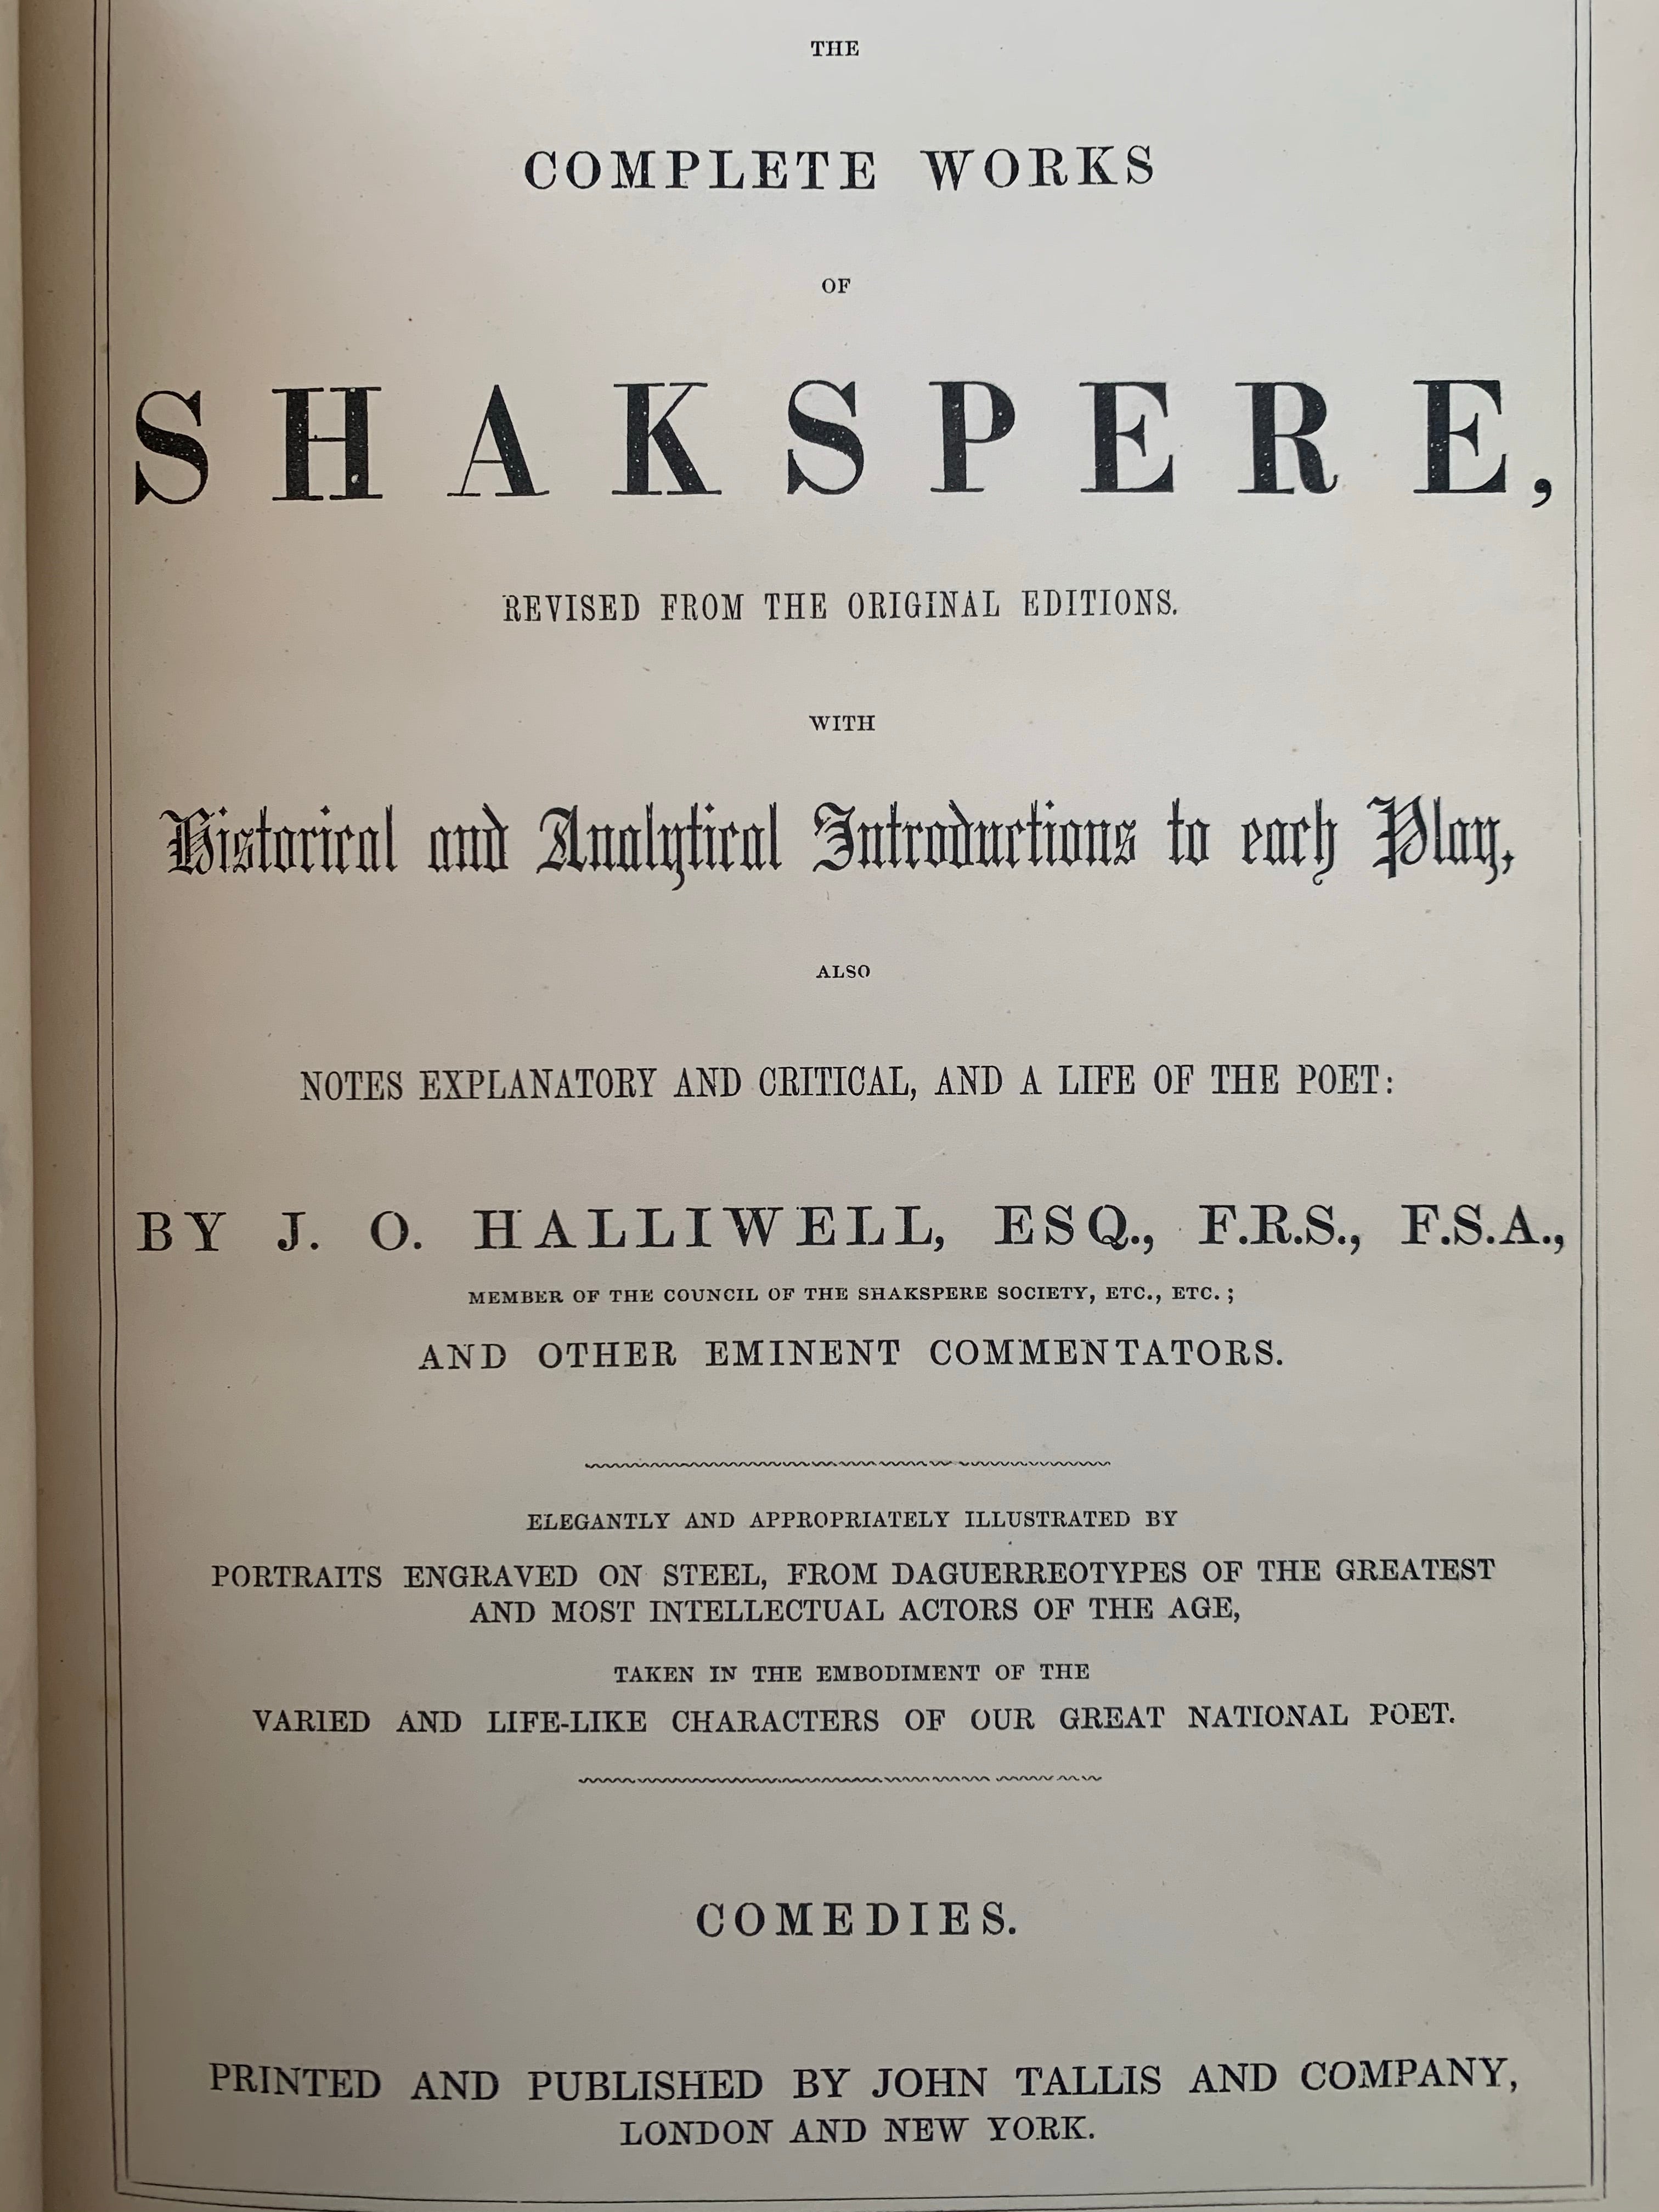 THE
COMPLETE WORKS
OF
SHAKSPERE,
REVISED FROM THE ORIGINAL EDITIONS.
WITH
Historical and Analytical Introductions to each Play,
ALSO
NOTES EXPLANATORY AND CRITICAL, AND A LIFE OF THE POET:
BY J. O. HALLIWELL, ESQ., F.R.S., F.S.A.,
MEMBER OF THE COUNCIL OF THE SHAKSPERE SOCIETY, ETC., ETC.;
AND OTHER EMINENT COMMENTATORS.
ELEGANTLY AND APPROPRIATELY ILLUSTRATED BY
PORTRAITS ENGRAVED ON STEEL, FROM DAGUERREOTYPES OF THE GREATEST
AND MOST INTELLECTUAL ACTORS OF THE AGE,
TAKEN IN THE EMBODIMENT OF THE
VARIED AND LIFE-LIKE CHARACTERS OF OUR GREAT NATIONAL POET.
COMEDIES.
PRINTED AND PUBLISHED BY JOHN TALLIS AND COMPANY,
LONDON AND NEW YORK.